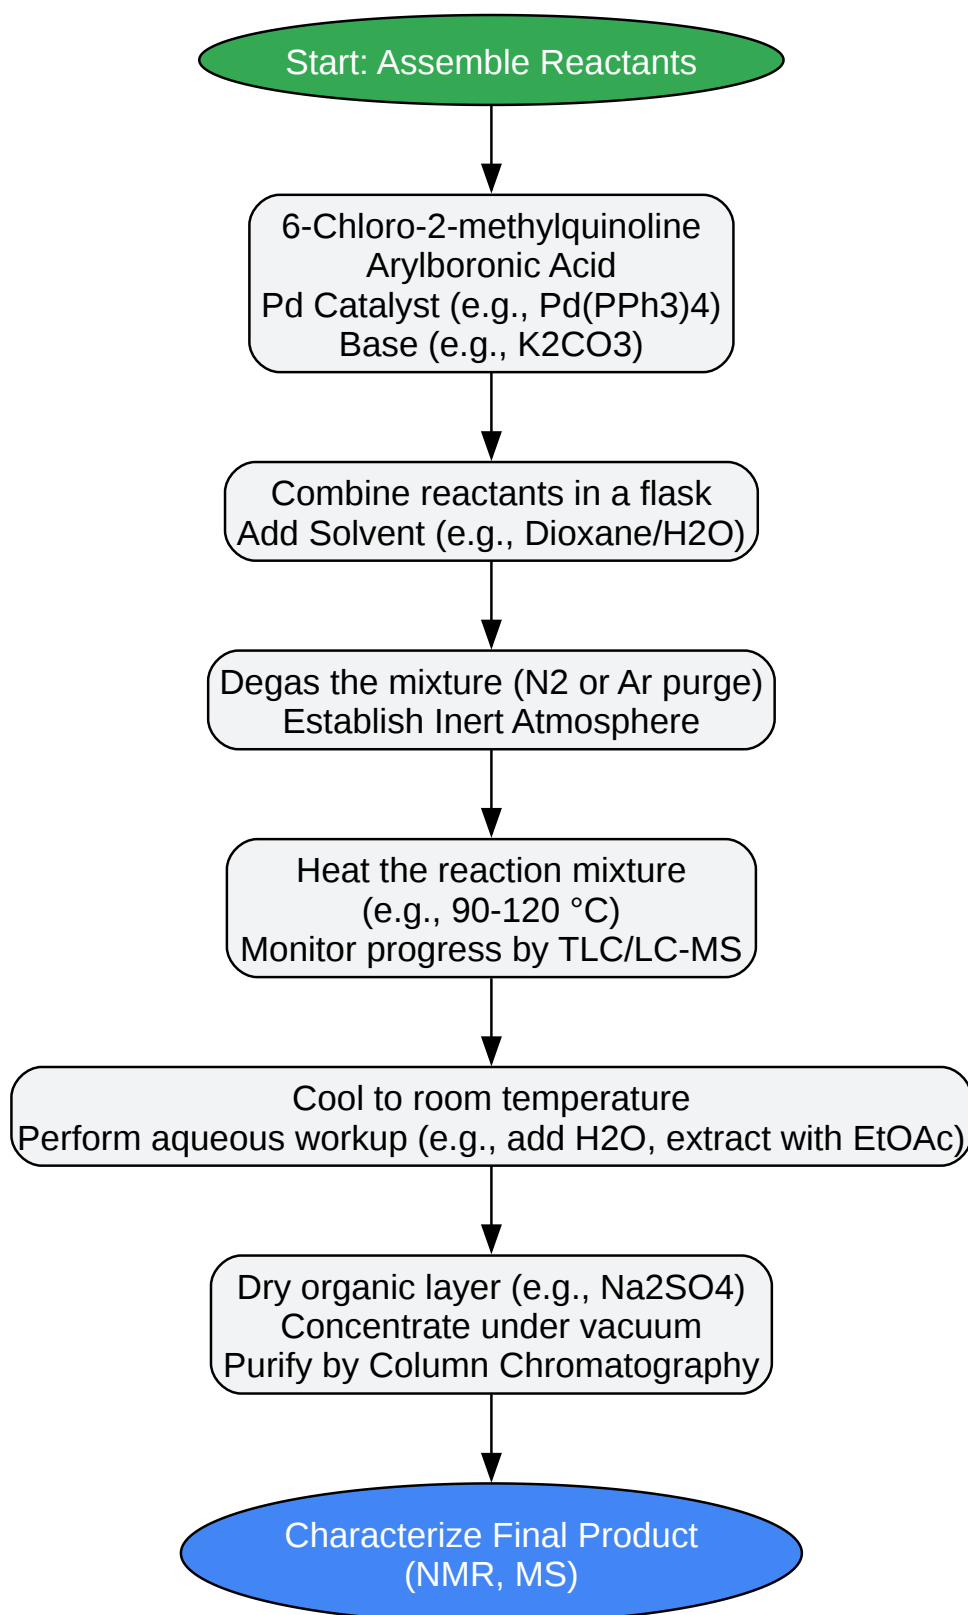 Start: Assemble Reactants
6-Chloro-2-methylquinoline
Arylboronic Acid
Pd Catalyst (e.g., Pd(PPh3)4)
Base (e.g., K2CO3)
Combine reactants in a flask
Add Solvent (e.g., Dioxane/H2O)
Degas the mixture (N2 or Ar purge)
Establish Inert Atmosphere
Heat the reaction mixture
(e.g., 90-120 °C)
Monitor progress by TLC/LC-MS
Cool to room temperature
Perform aqueous workup (e.g., add H2O, extract with EtOAc)
Dry organic layer (e.g., Na2SO4)
Concentrate under vacuum
Purify by Column Chromatography
Characterize Final Product
(NMR, MS)